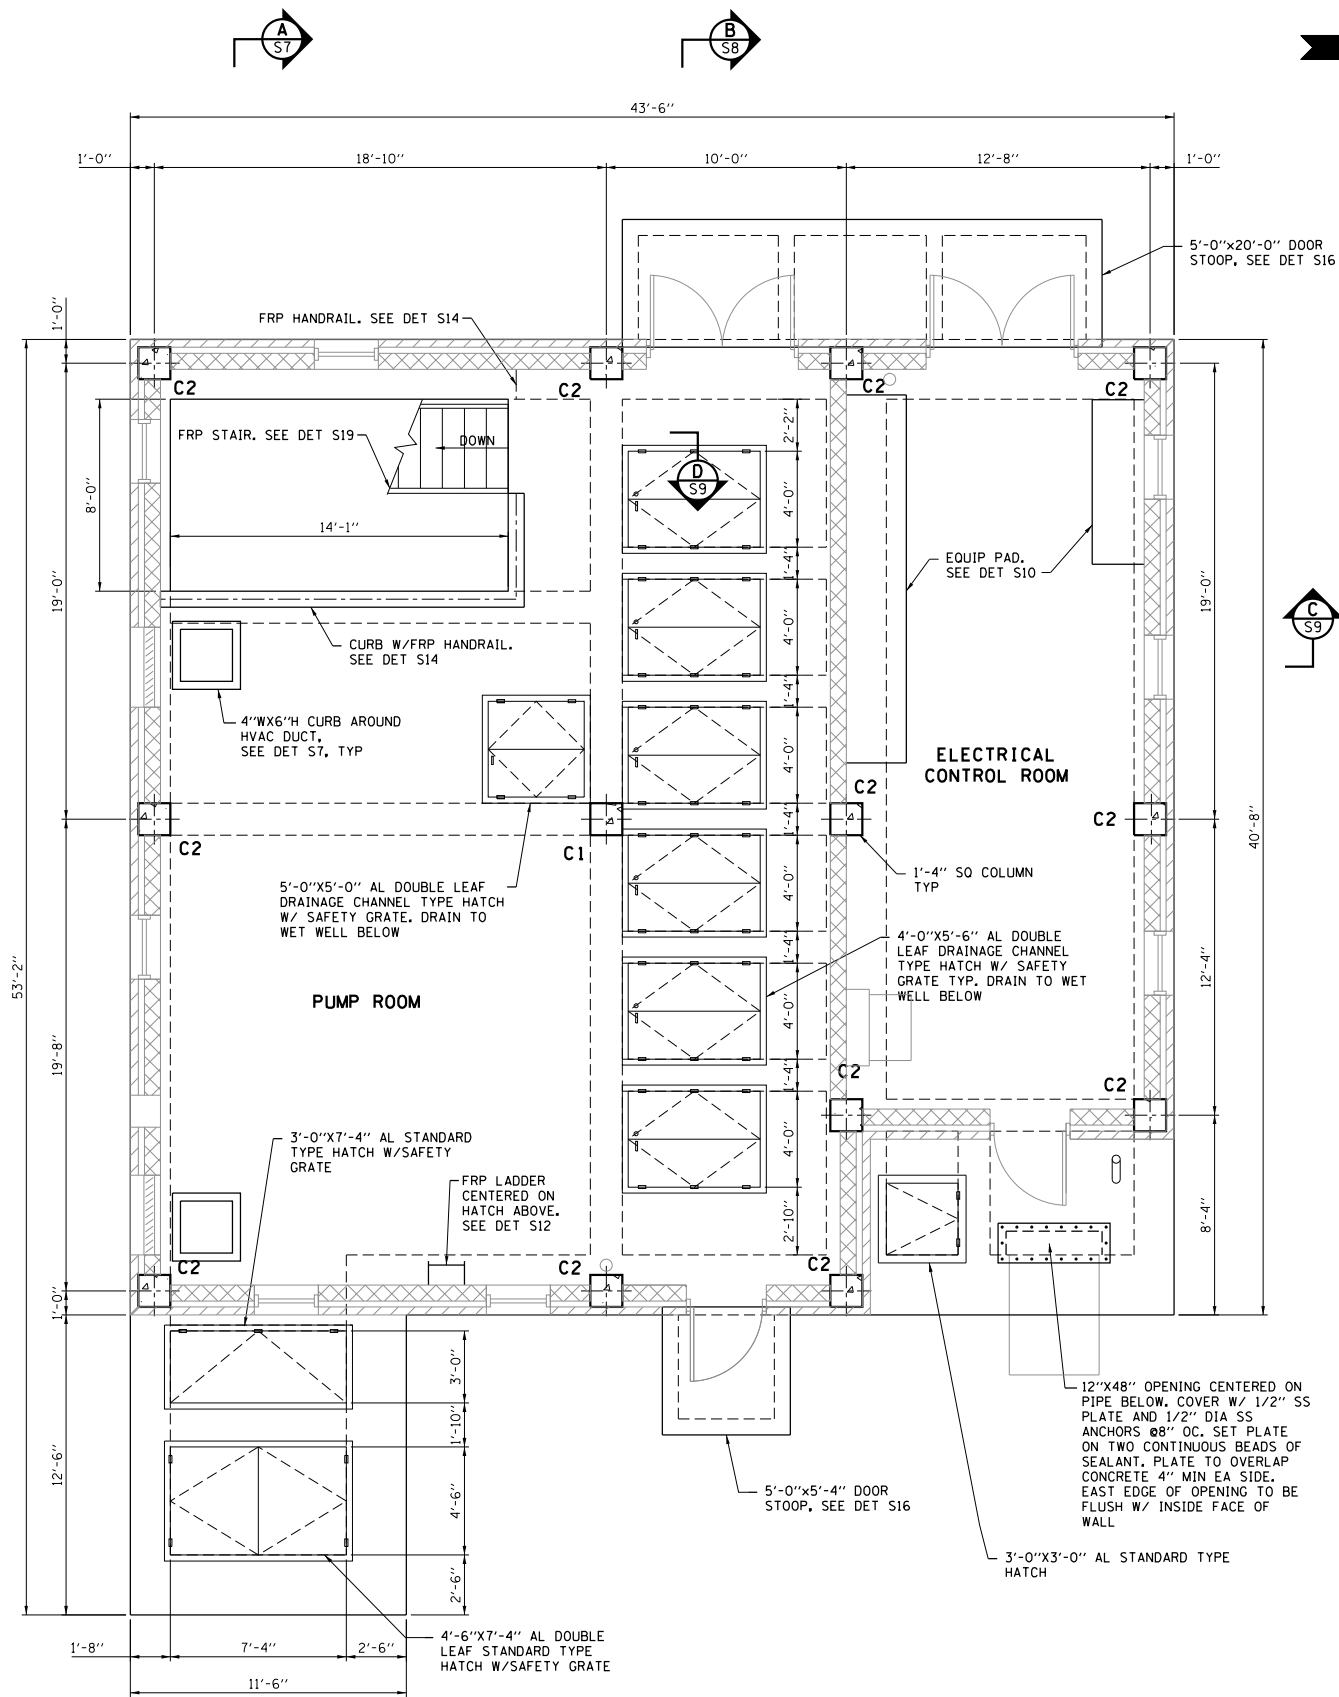 A
S7
B
S8
43'-6"
1'-0"
18'-10"
10'-0"
12'-8"
1'-0"
5'-0"x20'-0" DOOR
STOOP, SEE DET S16
1'-0"
FRP HANDRAIL. SEE DET S14
C2
C2
C2
C2
FRP STAIR. SEE DET S19
DOWN
2'-2"
D
S9
8'-0"
4'-0"
14'-1"
EQUIP PAD.
SEE DET S10
1'-4"
19'-0"
19'-0"
C
S9
4'-0"
CURB W/FRP HANDRAIL.
SEE DET S14
1'-4"
4"WX6"H CURB AROUND
HVAC DUCT,
SEE DET S7, TYP
4'-0"
ELECTRICAL
CONTROL ROOM
C2
1'-4"
C2
C2
C1
40'-8"
1'-4" SQ COLUMN
TYP
5'-0"X5'-0" AL DOUBLE LEAF
DRAINAGE CHANNEL TYPE HATCH
W/ SAFETY GRATE. DRAIN TO
WET WELL BELOW
4'-0"
1'-4"
4'-0"X5'-6" AL DOUBLE
LEAF DRAINAGE CHANNEL
TYPE HATCH W/ SAFETY
GRATE TYP. DRAIN TO WET
WELL BELOW
12'-4"
53'-2"
PUMP ROOM
4'-0"
19'-8"
1'-4"
C2
C2
3'-0"X7'-4" AL STANDARD
TYPE HATCH W/SAFETY
GRATE
4'-0"
FRP LADDER
CENTERED ON
HATCH ABOVE.
SEE DET S12
2'-10"
8'-4"
C2
C2
C2
1'-0"
3'-0"
1'-10"
12"X48" OPENING CENTERED ON
PIPE BELOW. COVER W/ 1/2" SS
PLATE AND 1/2" DIA SS
ANCHORS @8" OC. SET PLATE
ON TWO CONTINUOUS BEADS OF
SEALANT. PLATE TO OVERLAP
CONCRETE 4" MIN EA SIDE.
EAST EDGE OF OPENING TO BE
FLUSH W/ INSIDE FACE OF
WALL
12'-6"
4'-6"
5'-0"x5'-4" DOOR
STOOP, SEE DET S16
3'-0"X3'-0" AL STANDARD TYPE
HATCH
2'-6"
1'-8"
7'-4"
2'-6"
4'-6"X7'-4" AL DOUBLE
LEAF STANDARD TYPE
HATCH W/SAFETY GRATE
11'-6"